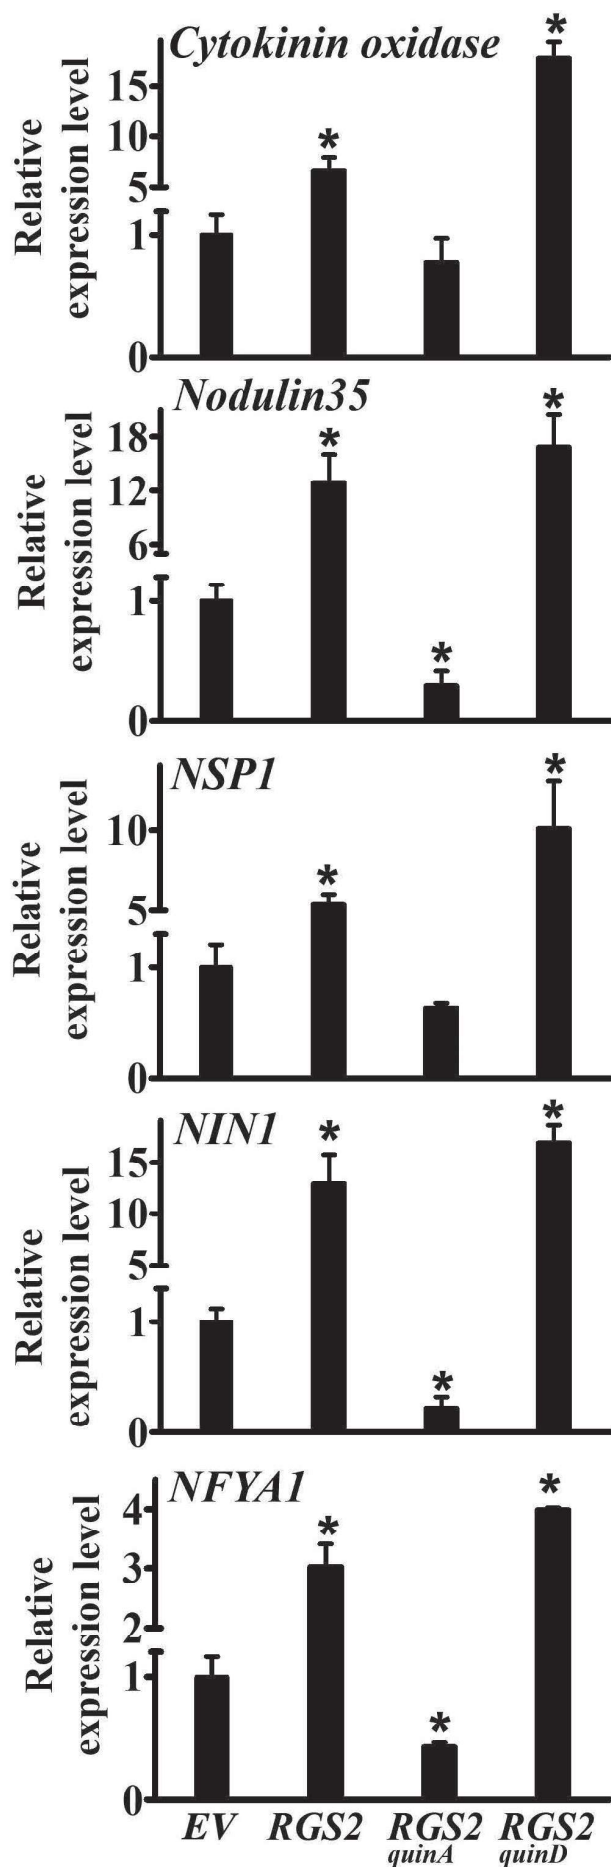 Cytokinin oxidase
Relative
expression level
15
10
5
1
0
*
*
Nodulin35
Relative
expression level
18
12
6
1
0
*
*
*
NSP1
Relative
expression level
10
5
1
0
*
*
NIN1
Relative
expression level
15
10
5
1
0
*
*
*
NFYA1
Relative
expression level
4
3
2
1
0
*
*
*
EV RGS2 RGS2 RGS2
quinA quinD